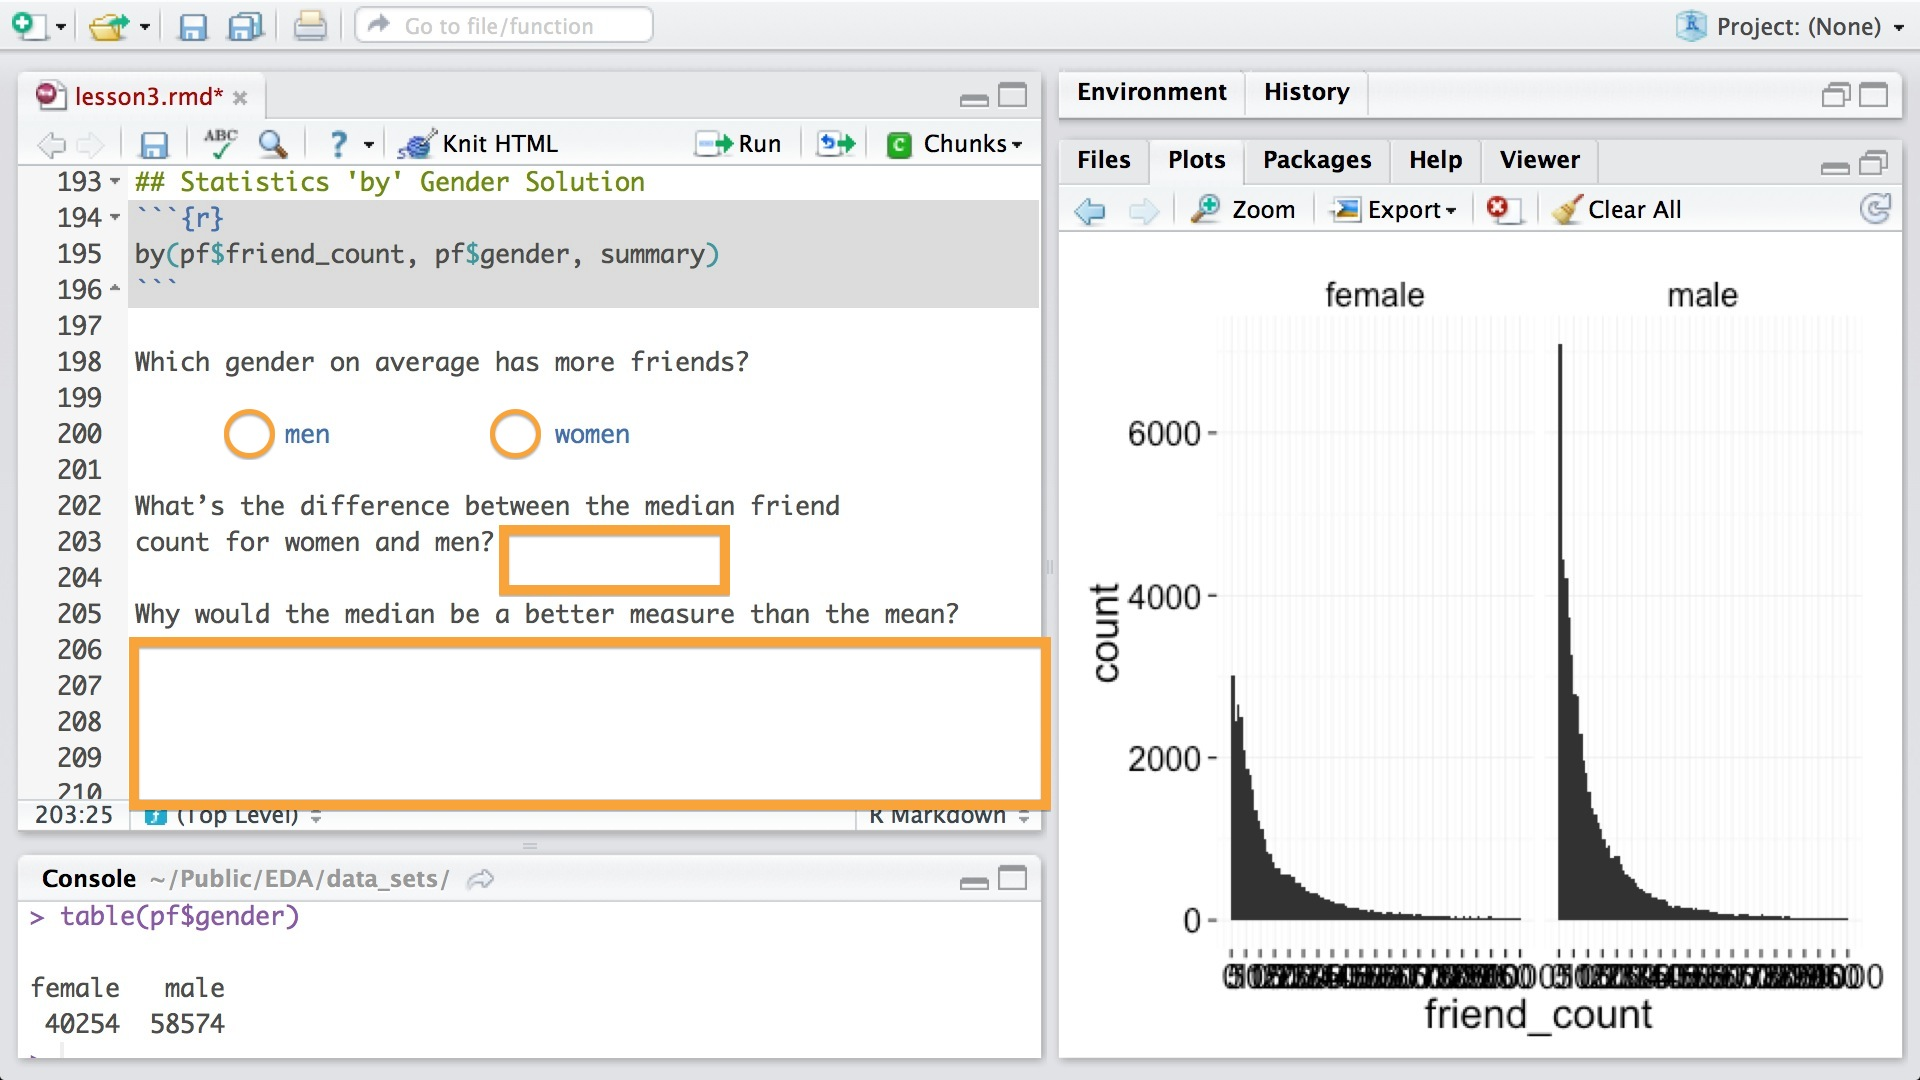 Go to file/function
Project: (None)
lesson3.rmd*
Environment
History
ABC
?
Knit HTML
Run
C
Chunks
Files
Plots
Packages
Help
Viewer
Zoom
Export
Clear All
193 ## Statistics 'by' Gender Solution
194 ```{r}
195 by(pf$friend_count, pf$gender, summary)
196 ```
197
198 Which gender on average has more friends?
199
200 men women
201
202 What’s the difference between the median friend
203 count for women and men?
204
205 Why would the median be a better measure than the mean?
206
207
208
209
210
203:25
(Top Level)
R Markdown
Console ~/Public/EDA/data_sets/
> table(pf$gender)
female male
40254 58574
>
female
male
6000
4000
2000
0
count
friend_count